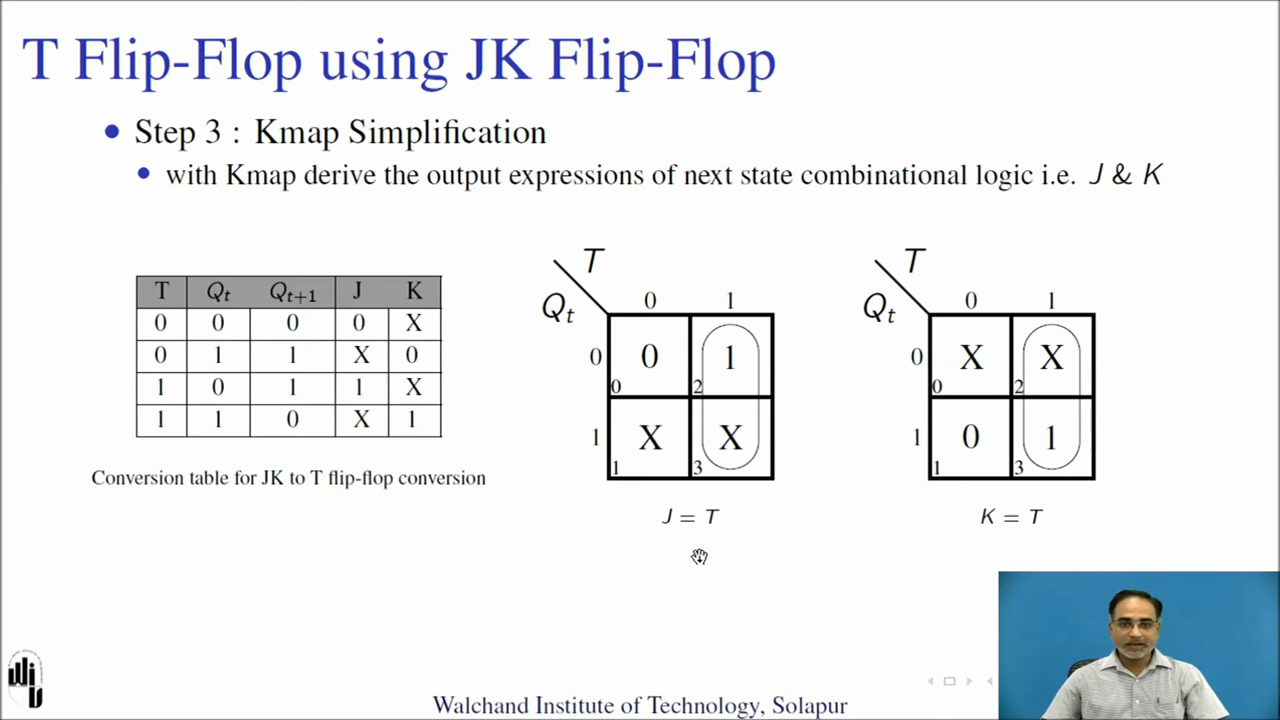 T Flip-Flop using JK Flip-Flop
Step 3 : Kmap Simplification
with Kmap derive the output expressions of next state combinational logic i.e. J & K
T Qt Qt+1 J K
0 0 0 0 X
0 1 1 X 0
1 0 1 1 X
1 1 0 X 1
Conversion table for JK to T flip-flop conversion
T
Qt
0 1
0 0 1
0 2
1 X X
1 3
J = T
T
Qt
0 1
0 X X
0 2
1 0 1
1 3
K = T
Walchand Institute of Technology, Solapur